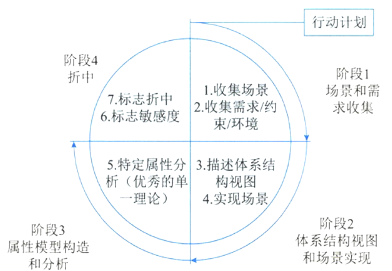 行动计划
阶段1
场景和需
求收集
1.收集场景
2.收集需求/约
束/环境
3.描述体系结
构视图
4.实现场景
阶段2
体系结构视图
和场景实现
5.特定属性分
析（优秀的单
一理论）
阶段3
属性模型构造
和分析
7.标志折中
6.标志敏感度
阶段4
折中